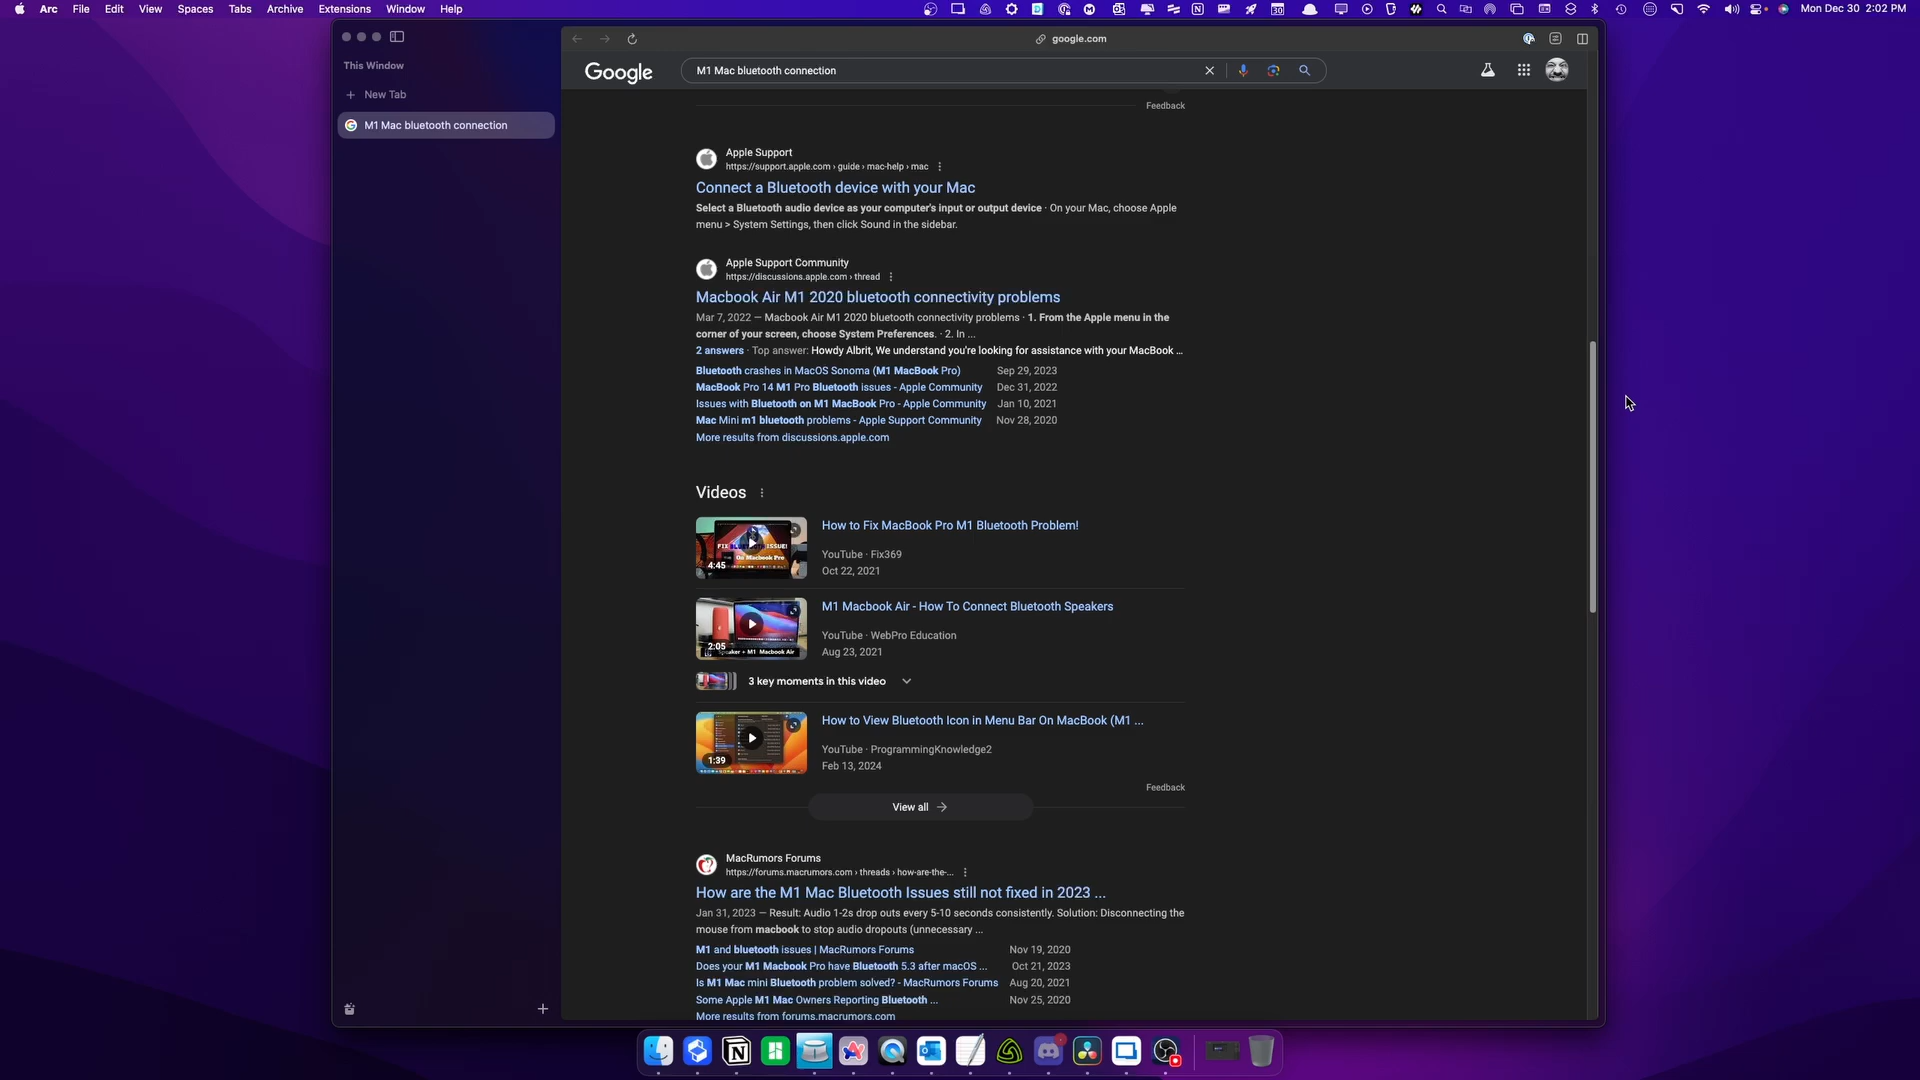 Arc File Edit View Spaces Tabs Archive Extensions Window Help
30
Mon Dec 30 2:02 PM
google.com
This Window
+ New Tab
M1 Mac bluetooth connection
Google
M1 Mac bluetooth connection
Feedback
Apple Support
https://support.apple.com › guide › mac-help › mac
Connect a Bluetooth device with your Mac
Select a Bluetooth audio device as your computer's input or output device · On your Mac, choose Apple
menu > System Settings, then click Sound in the sidebar.
Apple Support Community
https://discussions.apple.com › thread
Macbook Air M1 2020 bluetooth connectivity problems
Mar 7, 2022 — Macbook Air M1 2020 bluetooth connectivity problems · 1. From the Apple menu in the
corner of your screen, choose System Preferences. · 2. In ...
2 answers · Top answer: Howdy Albrit, We understand you're looking for assistance with your MacBook ...
Bluetooth crashes in MacOS Sonoma (M1 MacBook Pro) Sep 29, 2023
MacBook Pro 14 M1 Pro Bluetooth issues - Apple Community Dec 31, 2022
Issues with Bluetooth on M1 MacBook Pro - Apple Community Jan 10, 2021
Mac Mini m1 bluetooth problems - Apple Support Community Nov 28, 2020
More results from discussions.apple.com
Videos
How to Fix MacBook Pro M1 Bluetooth Problem!
YouTube · Fix369
Oct 22, 2021
On Macbook Pro
4:45
M1 Macbook Air - How To Connect Bluetooth Speakers
YouTube · WebPro Education
Aug 23, 2021
2:05
Speaker + M1 Macbook Air
3 key moments in this video
How to View Bluetooth Icon in Menu Bar On MacBook (M1 ...
YouTube · ProgrammingKnowledge2
Feb 13, 2024
1:39
Feedback
View all
MacRumors Forums
https://forums.macrumors.com › threads › how-are-the-...
How are the M1 Mac Bluetooth Issues still not fixed in 2023 ...
Jan 31, 2023 — Result: Audio 1-2s drop outs every 5-10 seconds consistently. Solution: Disconnecting the
mouse from macbook to stop audio dropouts (unnecessary ...
M1 and bluetooth issues | MacRumors Forums Nov 19, 2020
Does your M1 Macbook Pro have Bluetooth 5.3 after macOS ... Oct 21, 2023
Is M1 Mac mini Bluetooth problem solved? - MacRumors Forums Aug 20, 2021
Some Apple M1 Mac Owners Reporting Bluetooth ... Nov 25, 2020
More results from forums.macrumors.com